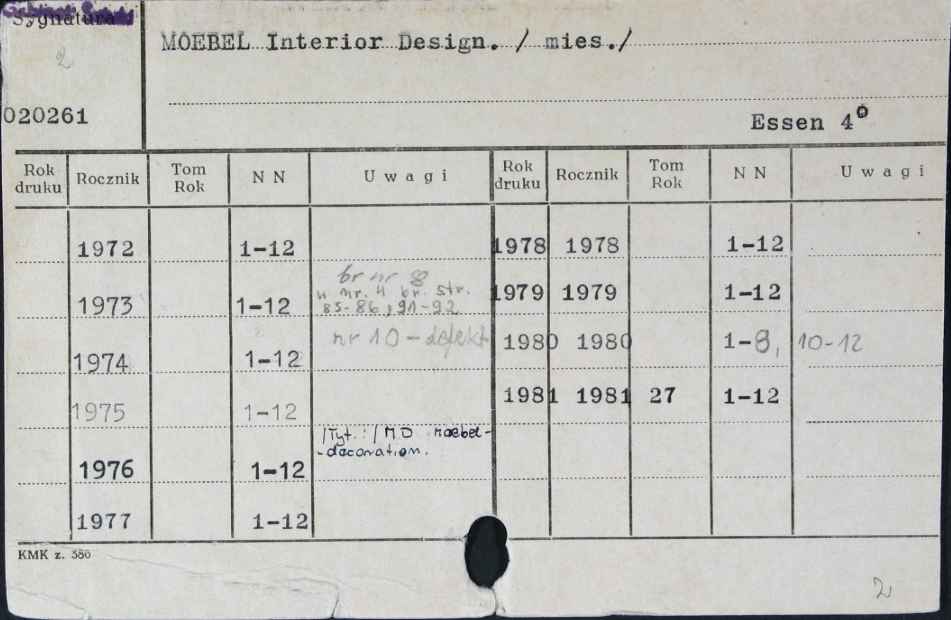 Sygnatura
2
020261
MOEBEL Interior Design. / mies./
Essen 4°
Rok druku Rocznik Tom Rok N N U w a g i Rok druku Rocznik Tom Rok N N U w a g i
1972 1-12 1978 1978 1-12
br nr 8
1973 1-12 w nr. 4 br. str. 1979 1979 1-12
85-86, 91-92
nr 10 - defekt 1980 1980 1-8, 10-12
1974 1-12
1981 1981 27 1-12
1975 1-12
/Tyt.:/ MD moebel-
-decoration.
1976 1-12
1977 1-12
KMK z. 386
2